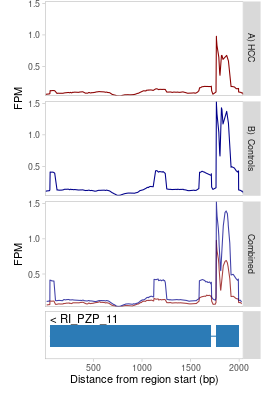 1.5
1.0
0.5
A) HCC
FPM
1.5
1.0
0.5
B) Controls
1.5
1.0
0.5
FPM
Combined
< RI_PZP_11
500 1000 1500 2000
Distance from region start (bp)